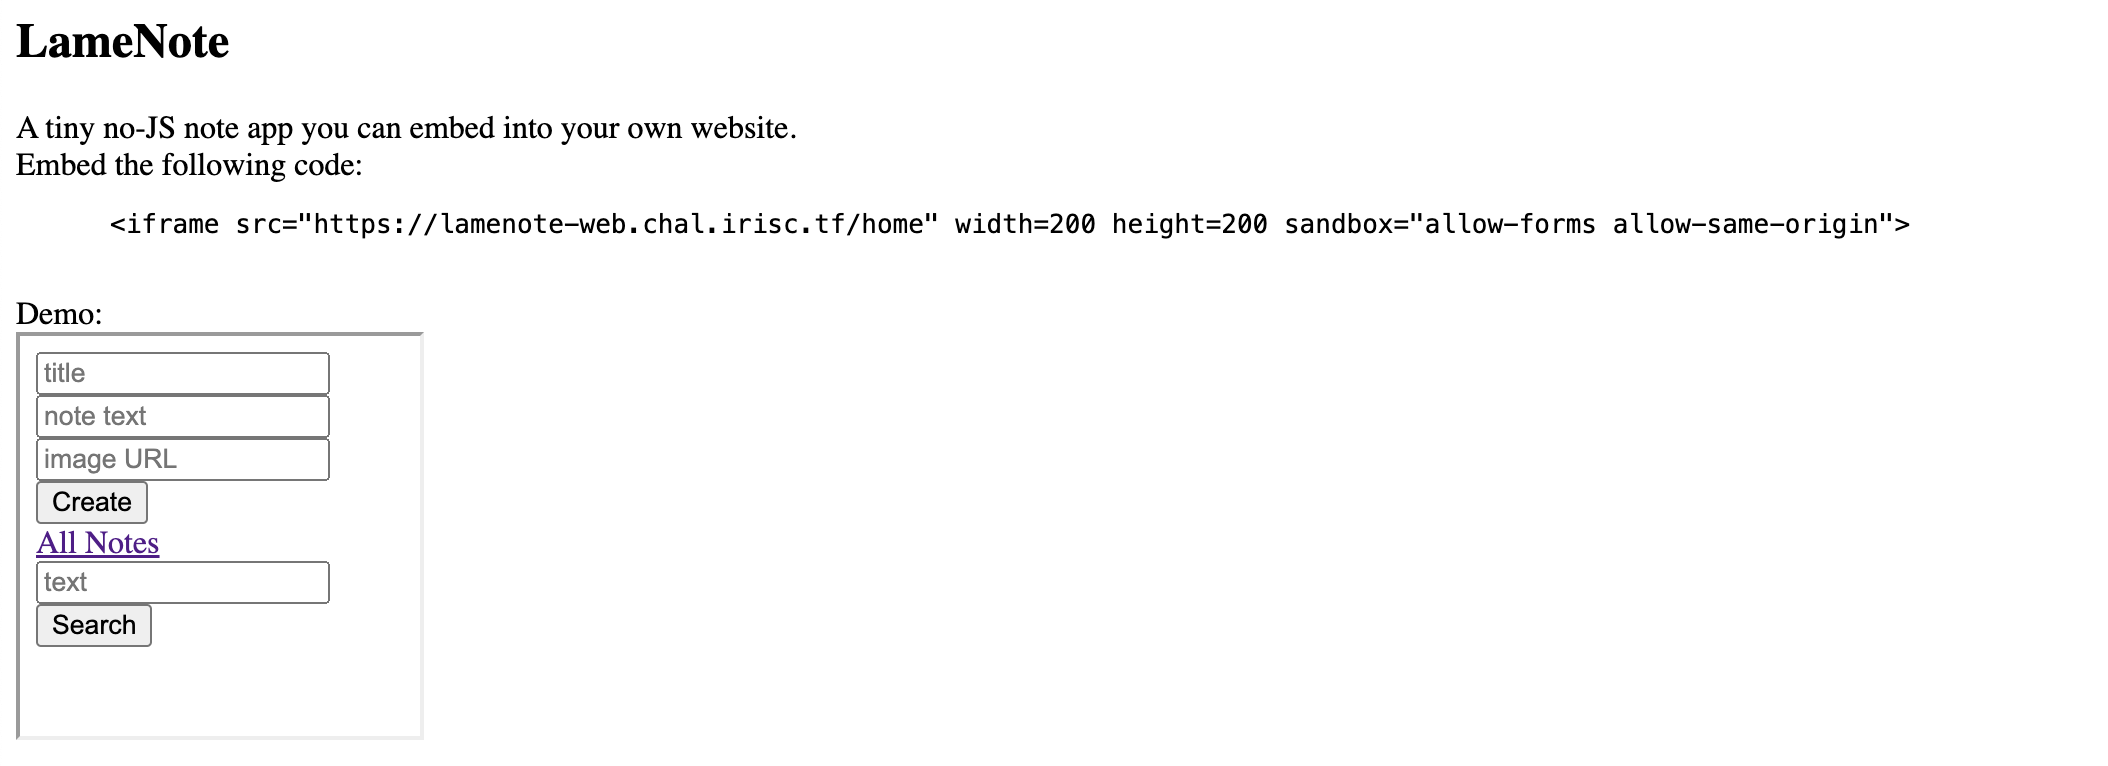 LameNote
A tiny no-JS note app you can embed into your own website.
Embed the following code:
<iframe src="https://lamenote-web.chal.irisc.tf/home" width=200 height=200 sandbox="allow-forms allow-same-origin">
Demo:
title
note text
image URL
Create
All Notes
text
Search